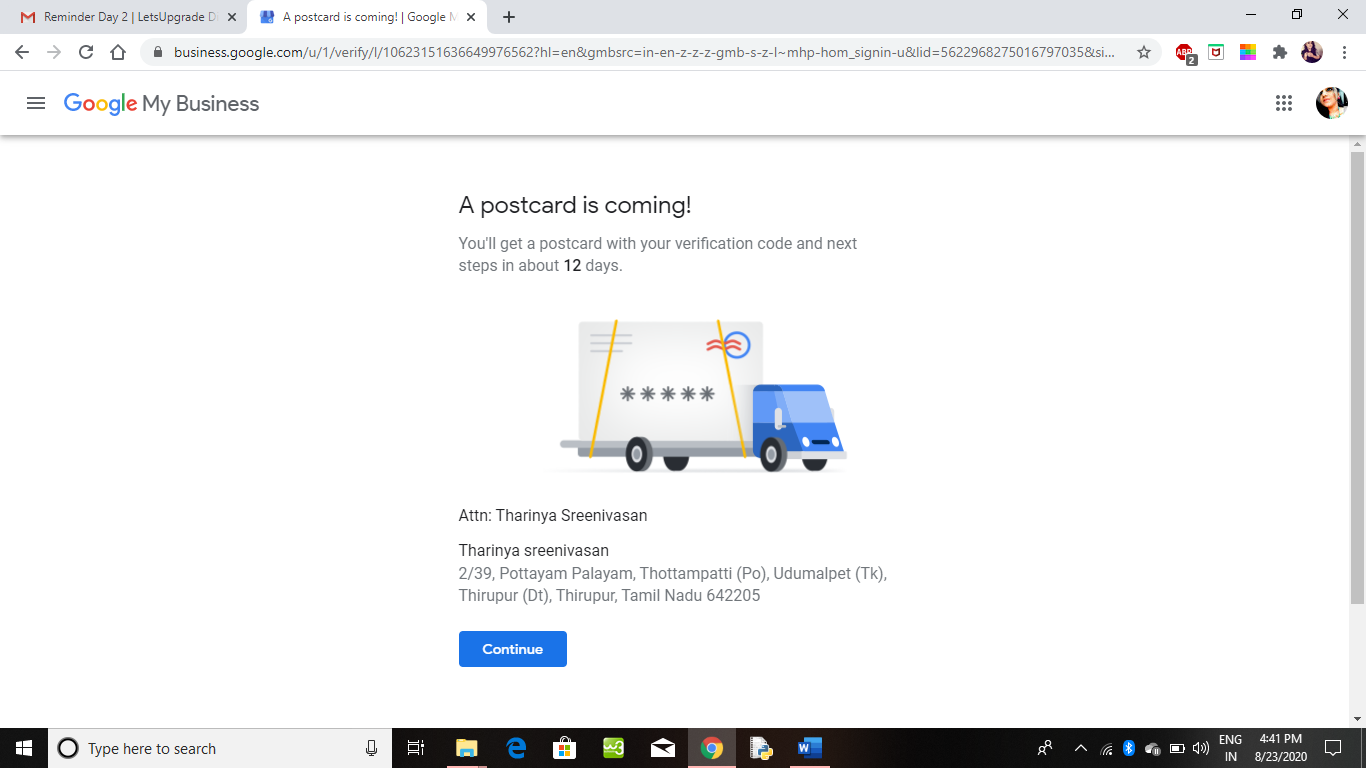 Reminder Day 2 | LetsUpgrade D
A postcard is coming! | Google M
business.google.com/u/1/verify/l/10623151636649976562?hl=en&gmbsrc=in-en-z-z-z-gmb-s-z-l~mhp-hom_signin-u&lid=5622968275016797035&si...
ABP
2
Google My Business
A postcard is coming!
You'll get a postcard with your verification code and next
steps in about 12 days.
*****
Attn: Tharinya Sreenivasan
Tharinya sreenivasan
2/39, Pottayam Palayam, Thottampatti (Po), Udumalpet (Tk),
Thirupur (Dt), Thirupur, Tamil Nadu 642205
Continue
Type here to search
w3
W
ENG
IN
4:41 PM
8/23/2020